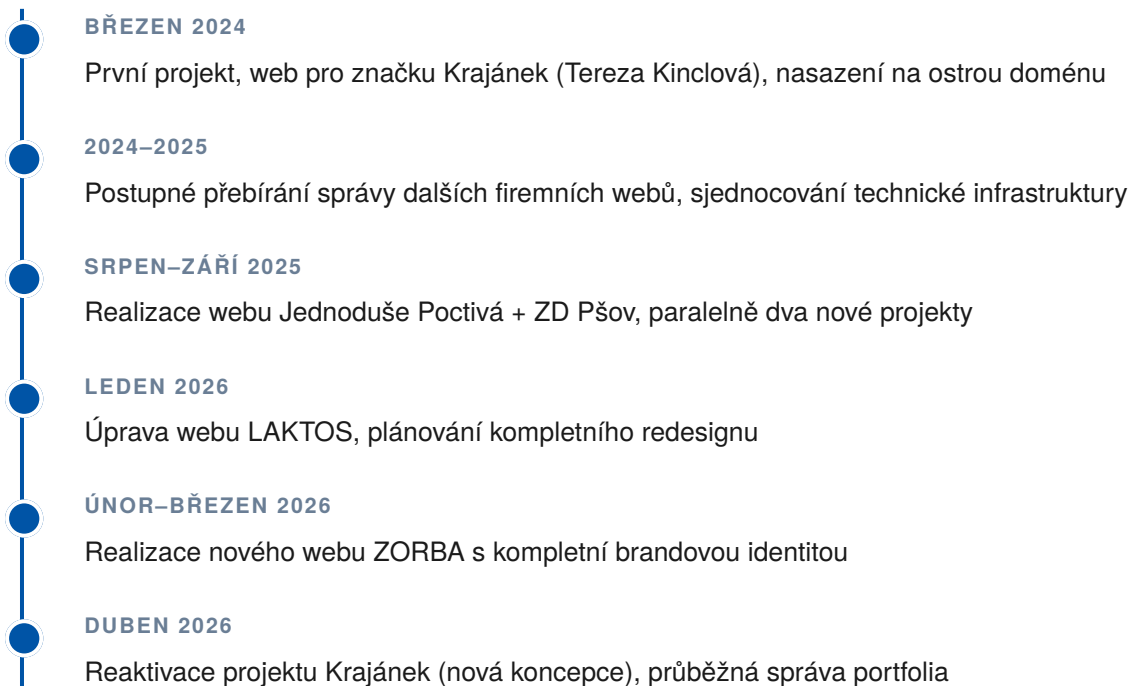 BŘEZEN 2024
První projekt, web pro značku Krajánek (Tereza Kinclová), nasazení na ostrou doménu
2024–2025
Postupné přebírání správy dalších firemních webů, sjednocování technické infrastruktury
SRPEN–ZÁŘÍ 2025
Realizace webu Jednoduše Poctivá + ZD Pšov, paralelně dva nové projekty
LEDEN 2026
Úprava webu LAKTOS, plánování kompletního redesignu
ÚNOR–BŘEZEN 2026
Realizace nového webu ZORBA s kompletní brandovou identitou
DUBEN 2026
Reaktivace projektu Krajánek (nová koncepce), průběžná správa portfolia